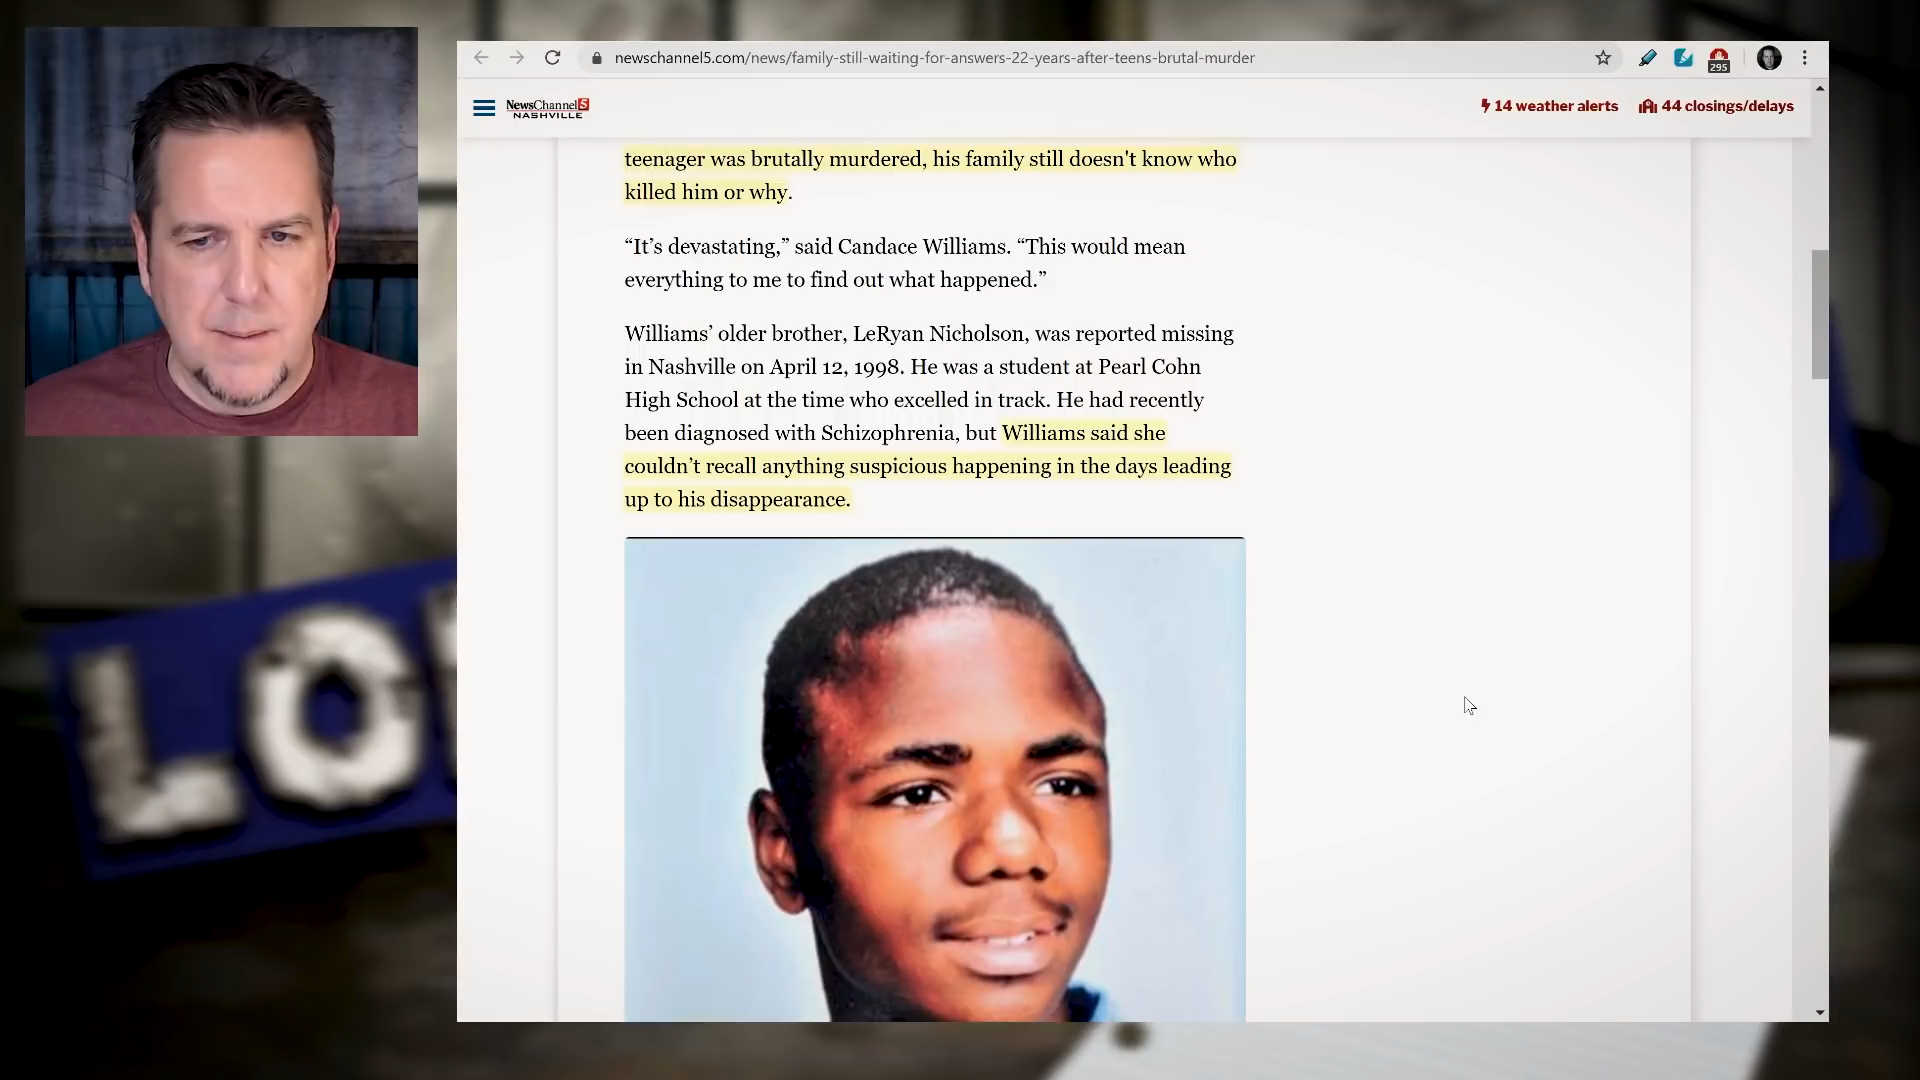 newschannel5.com/news/family-still-waiting-for-answers-22-years-after-teens-brutal-murder
295
NewsChannel 5
NASHVILLE
14 weather alerts
44 closings/delays
teenager was brutally murdered, his family still doesn't know who
killed him or why.
“It’s devastating,” said Candace Williams. “This would mean
everything to me to find out what happened.”
Williams’ older brother, LeRyan Nicholson, was reported missing
in Nashville on April 12, 1998. He was a student at Pearl Cohn
High School at the time who excelled in track. He had recently
been diagnosed with Schizophrenia, but Williams said she
couldn’t recall anything suspicious happening in the days leading
up to his disappearance.